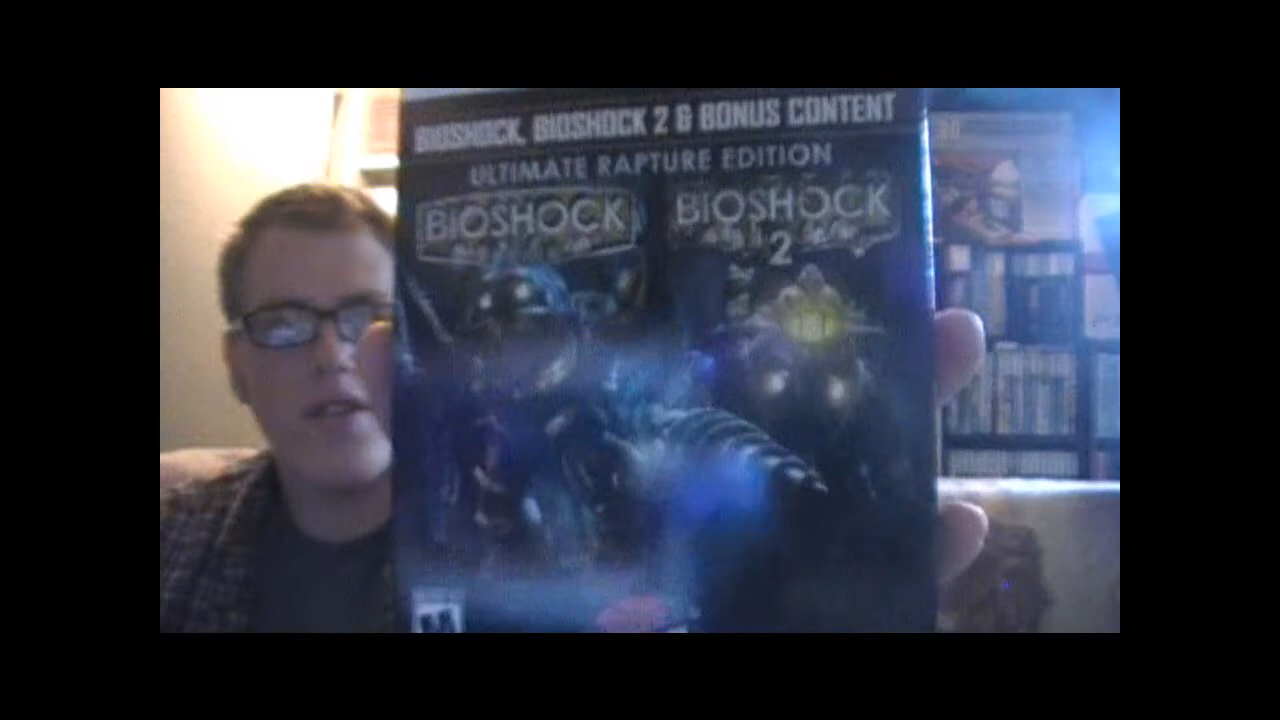 BIOSHOCK, BIOSHOCK 2 & BONUS CONTENT
ULTIMATE RAPTURE EDITION
BIOSHOCK
BIOSHOCK
2
M